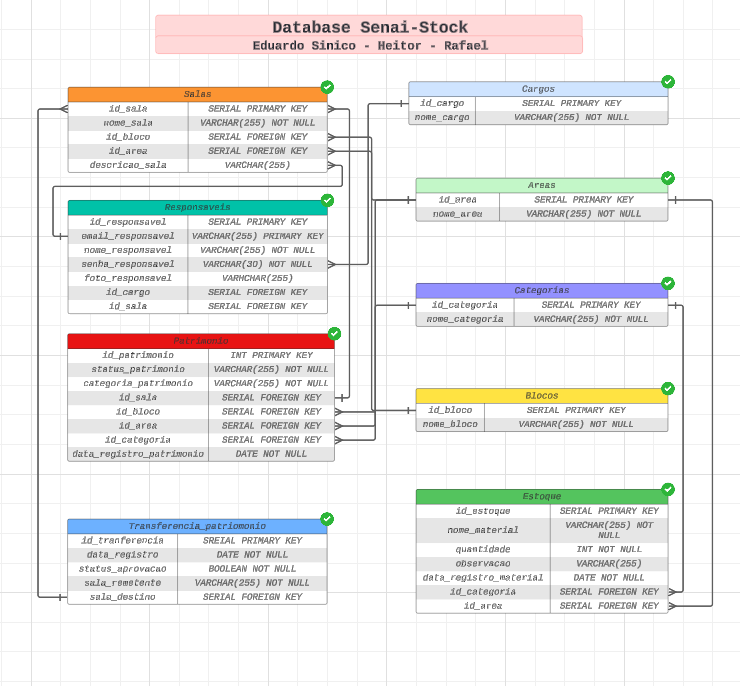 Database Senai-Stock
Eduardo Sinico - Heitor - Rafael
Salas
id_sala SERIAL PRIMARY KEY
nome_sala VARCHAR(255) NOT NULL
id_bloco SERIAL FOREIGN KEY
id_area SERIAL FOREIGN KEY
descricao_sala VARCHAR(255)
Responsaveis
id_responsavel SERIAL PRIMARY KEY
email_responsavel VARCHAR(255) PRIMARY KEY
nome_responsavel VARCHAR(255) NOT NULL
senha_responsavel VARCHAR(30) NOT NULL
foto_responsavel VARHCHAR(255)
id_cargo SERIAL FOREIGN KEY
id_sala SERIAL FOREIGN KEY
Patrimonio
id_patrimonio INT PRIMARY KEY
status_patrimonio VARCHAR(255) NOT NULL
categoria_patrimonio VARCHAR(255) NOT NULL
id_sala SERIAL FOREIGN KEY
id_bloco SERIAL FOREIGN KEY
id_area SERIAL FOREIGN KEY
id_categoria SERIAL FOREIGN KEY
data_registro_patrimonio DATE NOT NULL
Transferencia_patriomonio
id_tranferencia SREIAL PRIMARY KEY
data_registro DATE NOT NULL
status_aprovacao BOOLEAN NOT NULL
sala_remetente VARCHAR(255) NOT NULL
sala_destino SERIAL FOREIGN KEY
Cargos
id_cargo SERIAL PRIMARY KEY
nome_cargo VARCHAR(255) NOT NULL
Areas
id_area SERIAL PRIMARY KEY
nome_area VARCHAR(255) NOT NULL
Categorias
id_categoria SERIAL PRIMARY KEY
nome_categoria VARCHAR(255) NOT NULL
Blocos
id_bloco SERIAL PRIMARY KEY
nome_bloco VARCHAR(255) NOT NULL
Estoque
id_estoque SERIAL PRIMARY KEY
nome_material VARCHAR(255) NOT
NULL
quantidade INT NOT NULL
observacao VARCHAR(255)
data_registro_material DATE NOT NULL
id_categoria SERIAL FOREIGN KEY
id_area SERIAL FOREIGN KEY